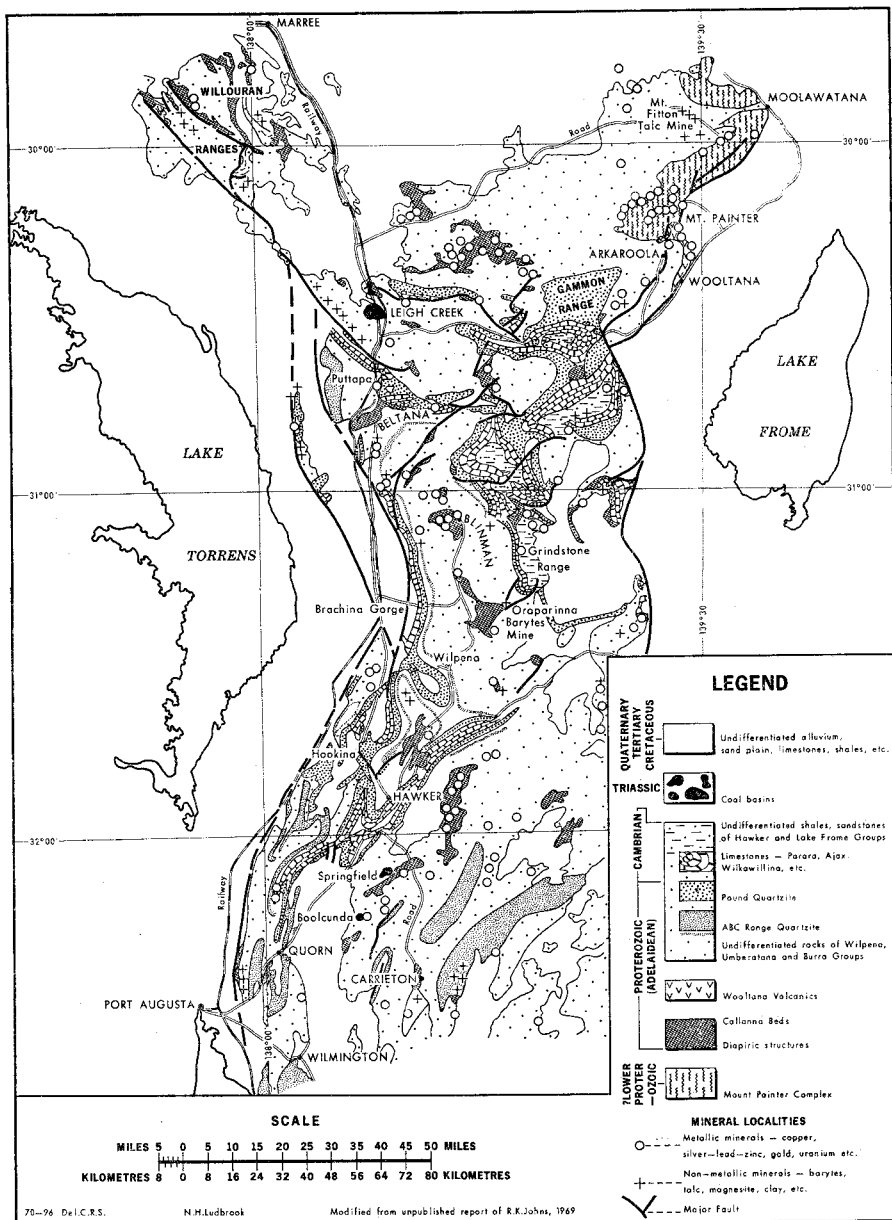 MARREE
138°00'
139°30'
WILLOURAN
RANGES
Railway
Road
Mt.
Fitton
Talc Mine
MOOLAWATANA
30°00'
30°00'
MT. PAINTER
ARKAROOLA
WOOLTANA
GAMMON
RANGE
LEIGH CREEK
Puttapa
BELTANA
LAKE
FROME
LAKE
TORRENS
31°00'
31°00'
BLINMAN
Grindstone
Range
Oraparinna
Barytes
Mine
Brachina Gorge
Wilpena
139°30'
Hookina
HAWKER
32°00'
Springfield
Boolcunda
Railway
Road
QUORN
CARRIETON
PORT AUGUSTA
138°00'
WILMINGTON
LEGEND
QUATERNARY
TERTIARY
CRETACEOUS
Undifferentiated alluvium,
sand plain, limestones, shales, etc.
TRIASSIC
Coal basins
CAMBRIAN
Undifferentiated shales, sandstones
of Hawker and Lake Frome Groups
Limestones — Parara, Ajax
Wilkawillina, etc.
PROTEROZOIC
(ADELAIDEAN)
Pound Quartzite
ABC Range Quartzite
Undifferentiated rocks of Wilpena,
Umberatana and Burra Groups
Wooltana Volcanics
Callanna Beds
Diapiric structures
?LOWER
PROTER
—OZOIC
Mount Painter Complex
MINERAL LOCALITIES
Metallic minerals — copper,
silver—lead—zinc, gold, uranium etc.
Non—metallic minerals — barytes,
talc, magnesite, clay, etc.
Major Fault
SCALE
MILES 5 0 5 10 15 20 25 30 35 40 45 50 MILES
KILOMETRES 8 0 8 16 24 32 40 48 56 64 72 80 KILOMETRES
70—96 Del.C.R.S.
N.H.Ludbrook
Modified from unpublished report of R.K.Johns, 1969